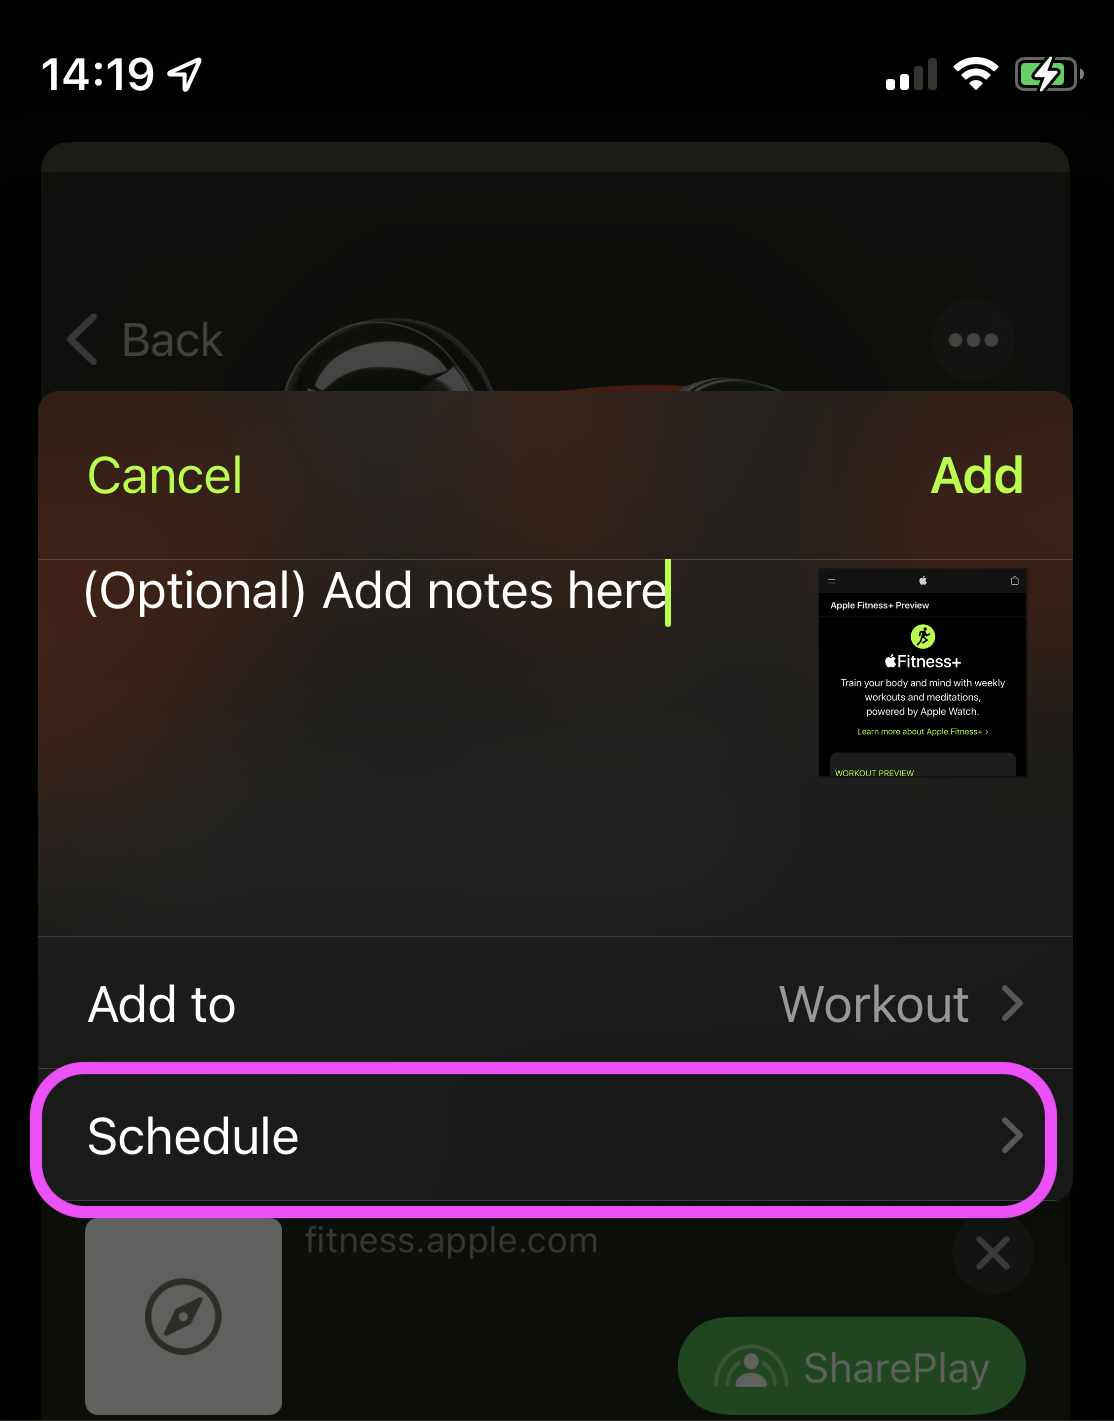 14:19
Back
Cancel
Add
(Optional) Add notes here
Apple Fitness+ Preview
Fitness+
Train your body and mind with weekly
workouts and meditations,
powered by Apple Watch.
Learn more about Apple Fitness+ ›
WORKOUT PREVIEW
Add to
Workout
Schedule
fitness.apple.com
SharePlay